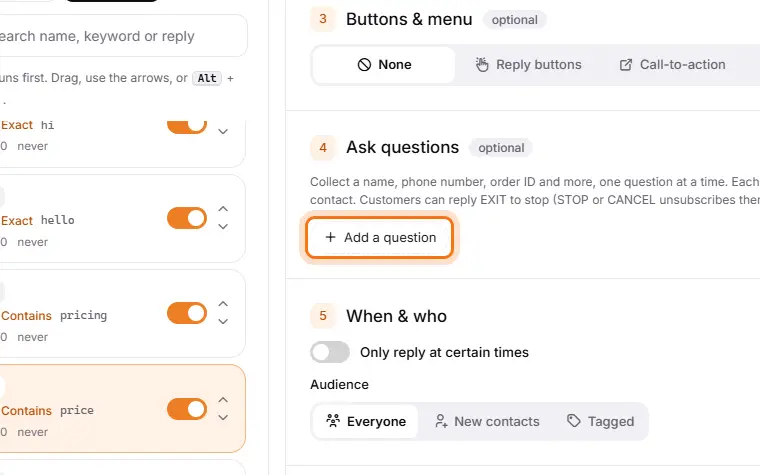 earch name, keyword or reply
uns first. Drag, use the arrows, or Alt +
.
Exact hi
0 never
Exact hello
0 never
Contains pricing
0 never
Contains price
0 never
3 Buttons & menu optional
None Reply buttons Call-to-action
4 Ask questions optional
Collect a name, phone number, order ID and more, one question at a time. Each
contact. Customers can reply EXIT to stop (STOP or CANCEL unsubscribes ther
+ Add a question
5 When & who
Only reply at certain times
Audience
Everyone New contacts Tagged